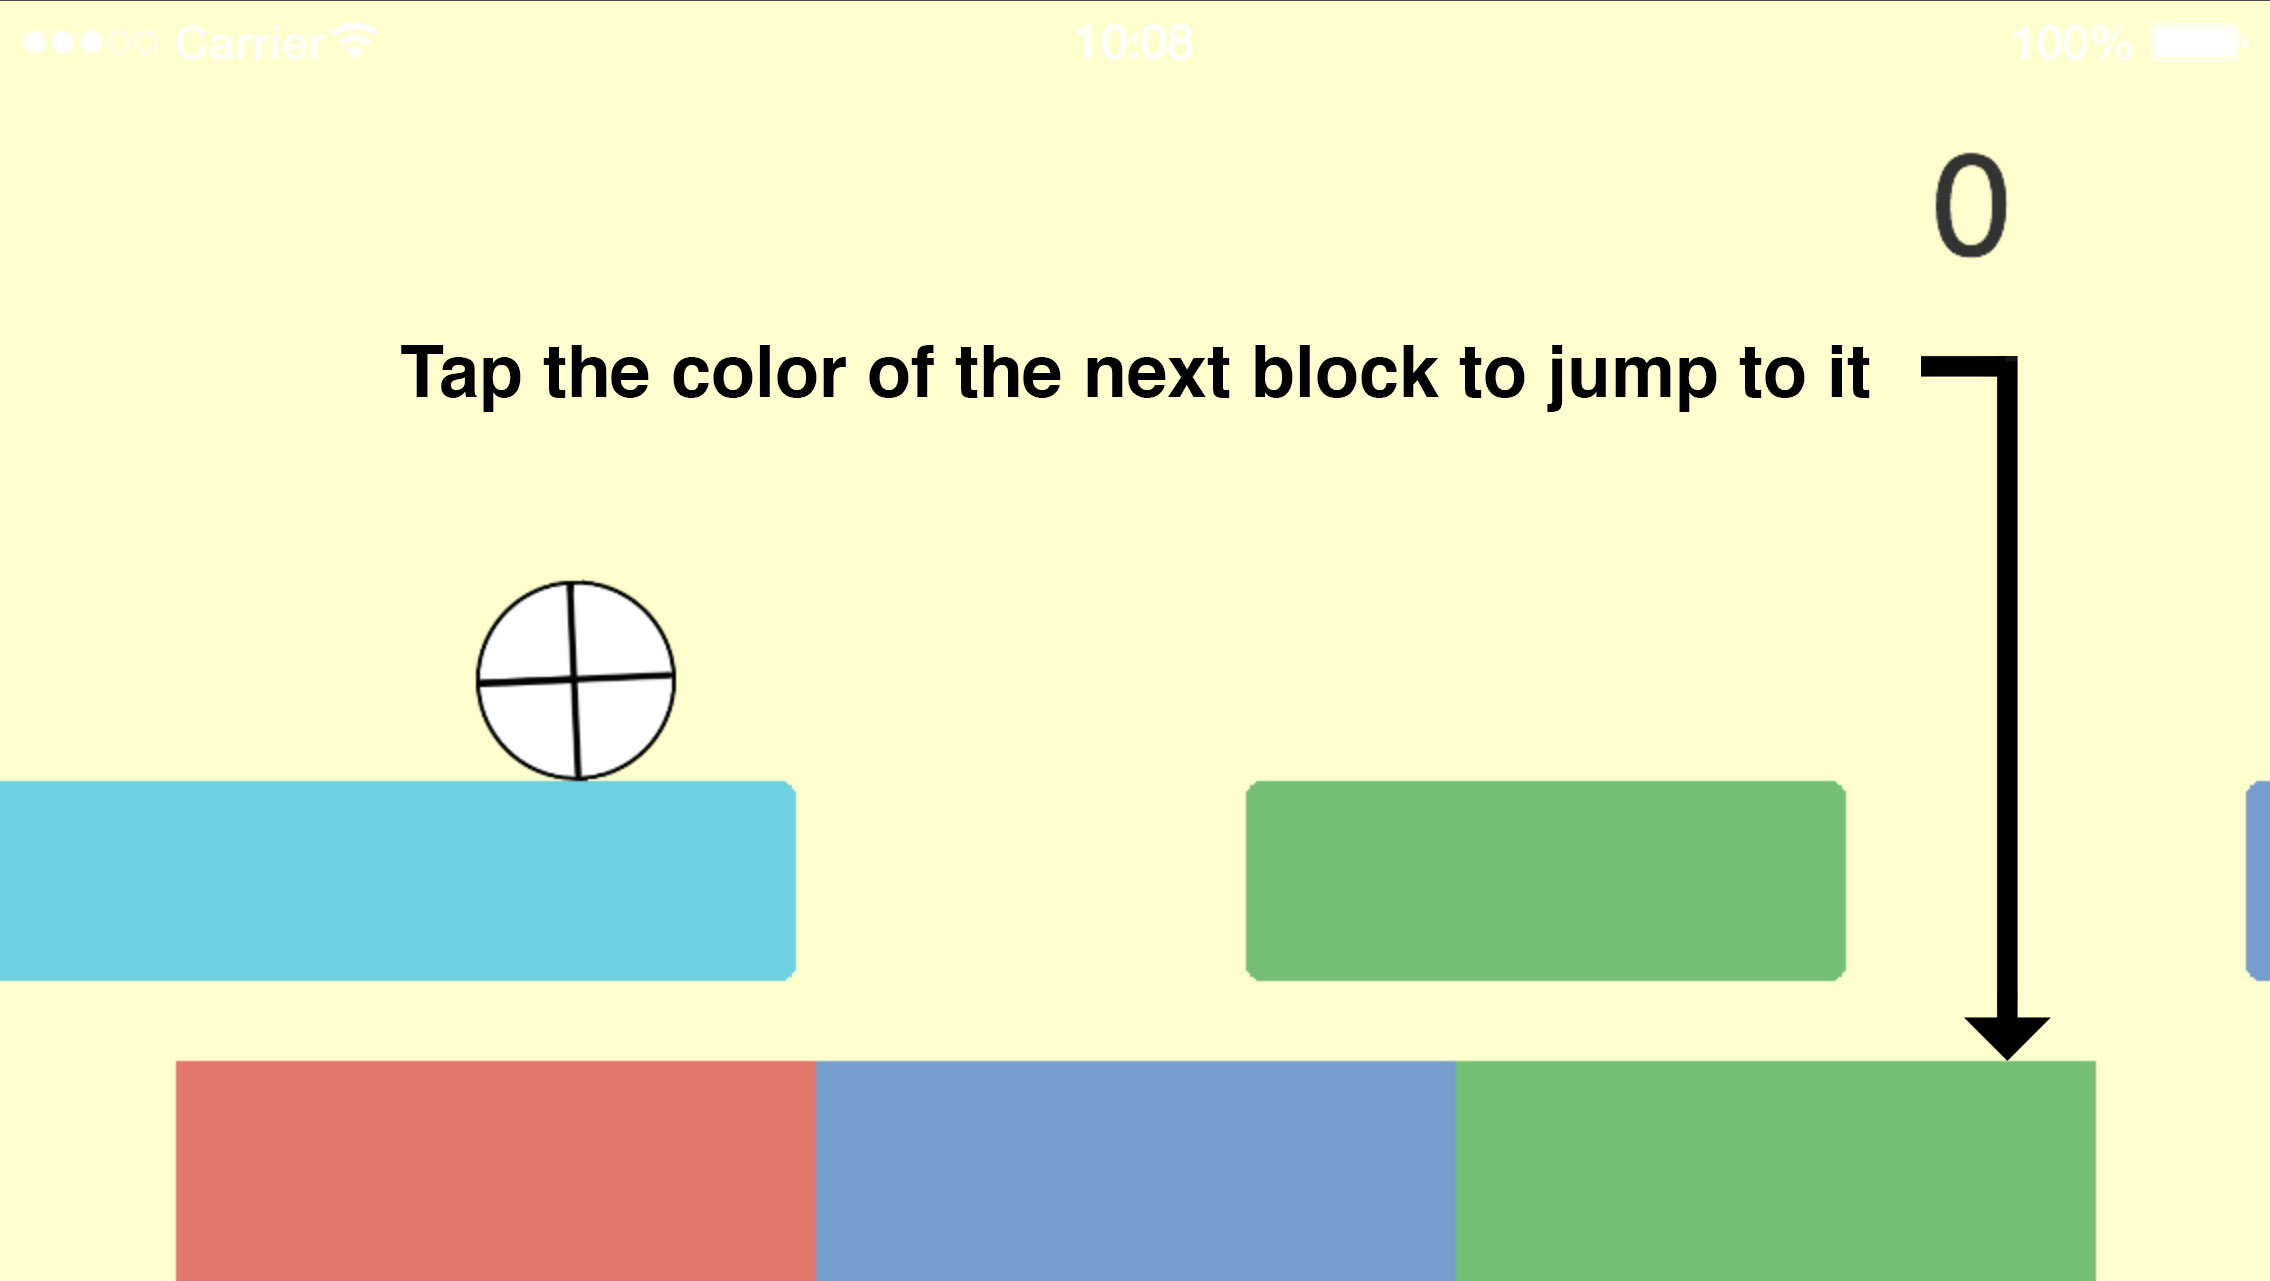 Carrier 10:08 100%
0
Tap the color of the next block to jump to it